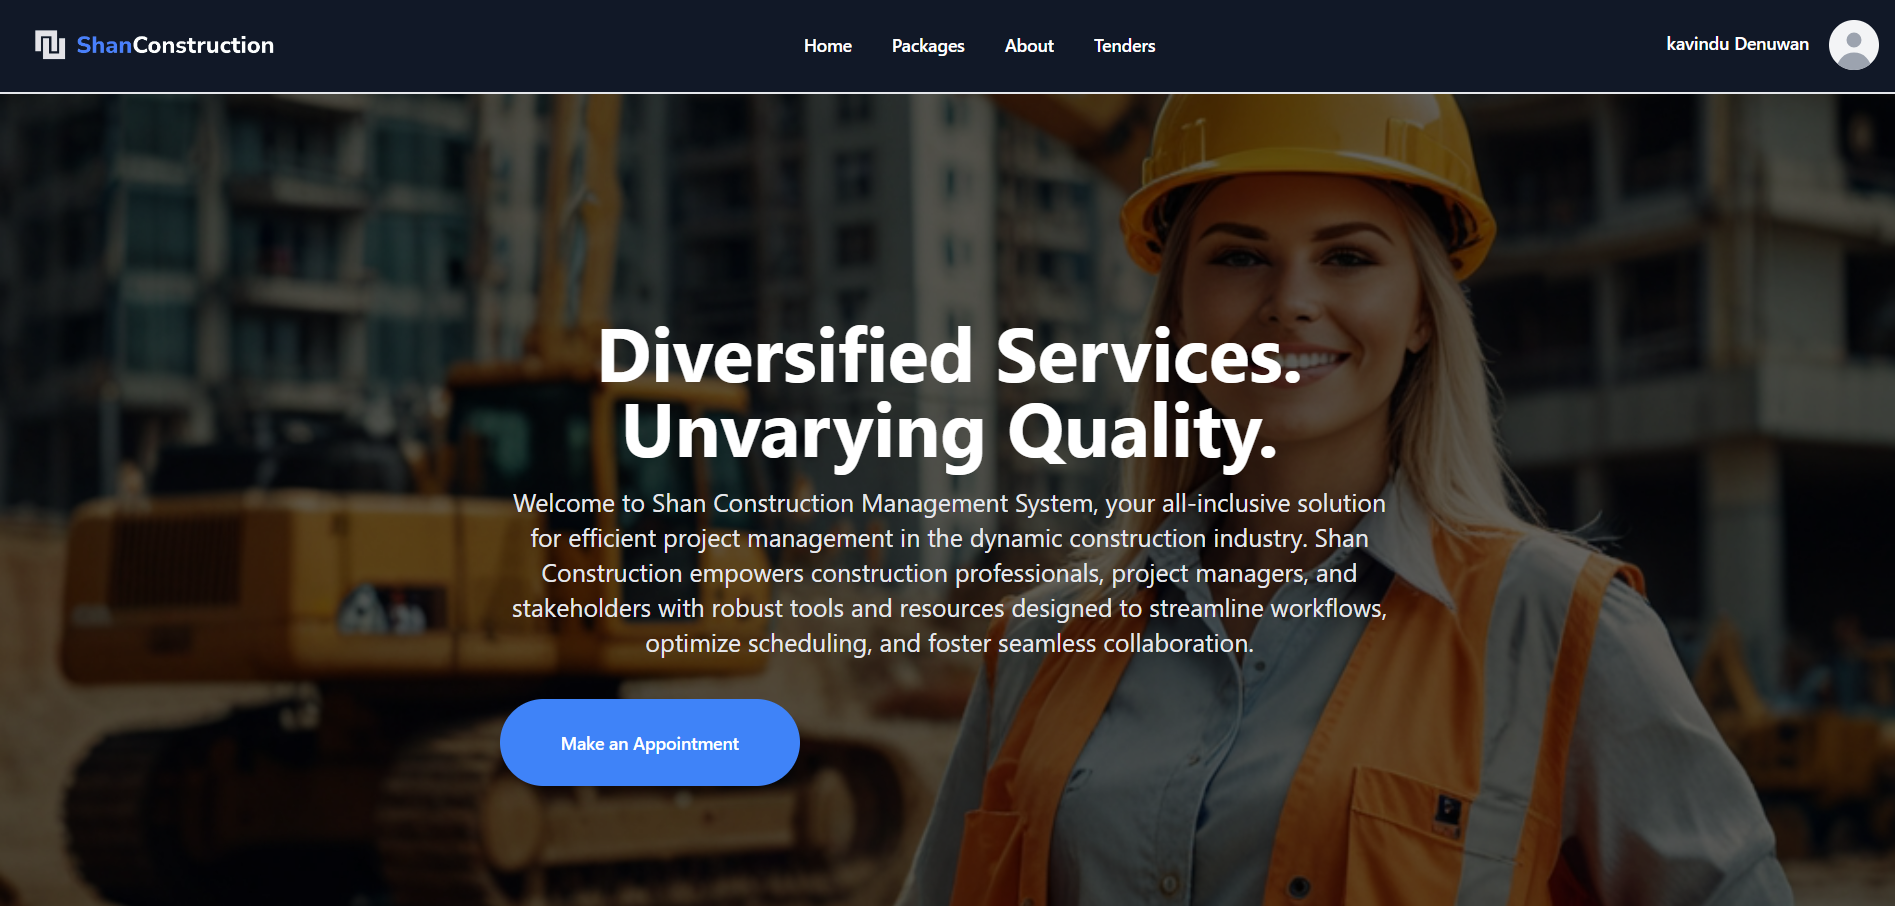 ShanConstruction
Home Packages About Tenders
kavindu Denuwan
Diversified Services.
Unvarying Quality.
Welcome to Shan Construction Management System, your all-inclusive solution
for efficient project management in the dynamic construction industry. Shan
Construction empowers construction professionals, project managers, and
stakeholders with robust tools and resources designed to streamline workflows,
optimize scheduling, and foster seamless collaboration.
Make an Appointment